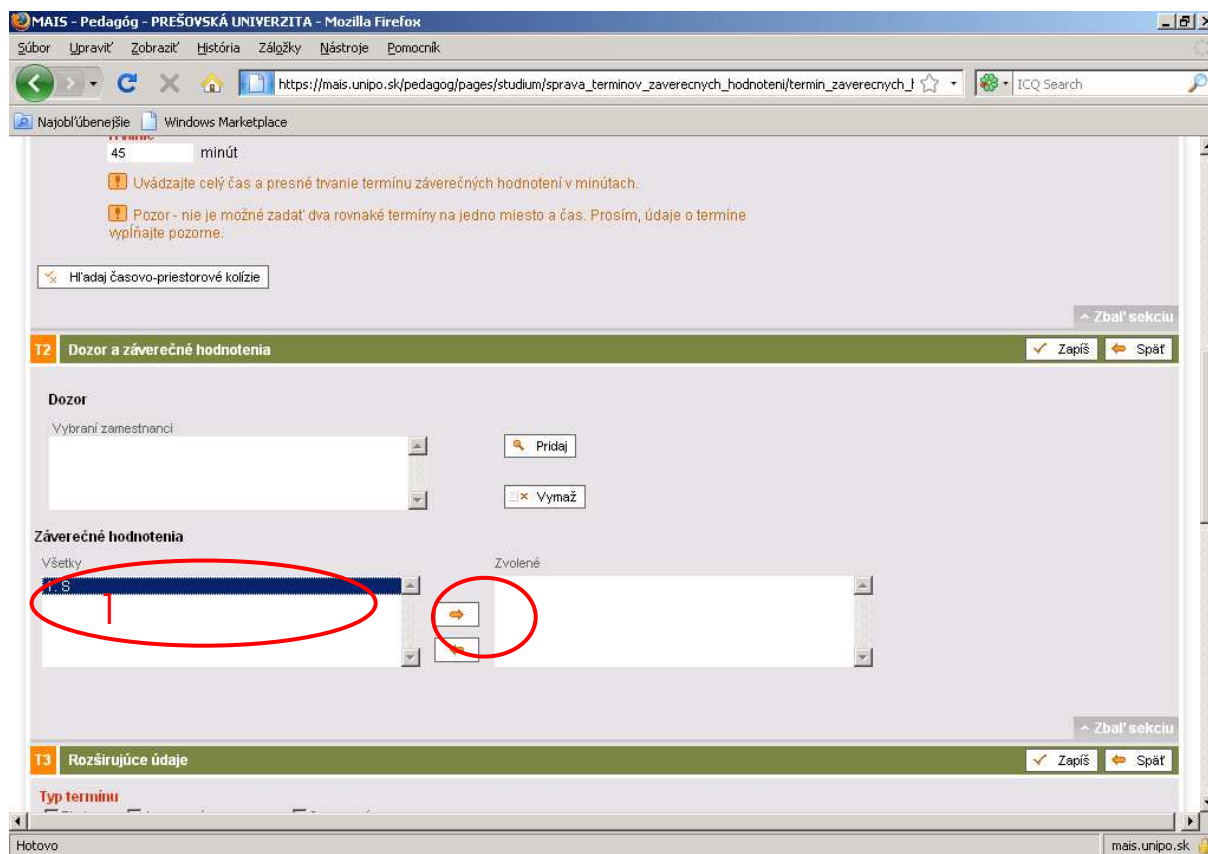 MAIS - Pedagóg - PREŠOVSKÁ UNIVERZITA - Mozilla Firefox
Súbor Upraviť Zobraziť História Záložky Nástroje Pomocník
https://mais.unipo.sk/pedagog/pages/studium/sprava_terminov_zaverecnych_hodnoteni/termin_zaverecnych_h
ICQ Search
Najobľúbenejšie Windows Marketplace
Trvanie
45 minút
Uvádzajte celý čas a presné trvanie termínu záverečných hodnotení v minútach.
Pozor - nie je možné zadať dva rovnaké termíny na jedno miesto a čas. Prosím, údaje o termíne
vypĺňajte pozorne.
Hľadaj časovo-priestorové kolízie
Zbaľ sekciu
T2 Dozor a záverečné hodnotenia Zapíš Späť
Dozor
Vybraní zamestnanci
Pridaj
Vymaž
Záverečné hodnotenia
Všetky Zvolené
1. S
1
Zbaľ sekciu
T3 Rozširujúce údaje Zapíš Späť
Typ termínu
Hotovo mais.unipo.sk